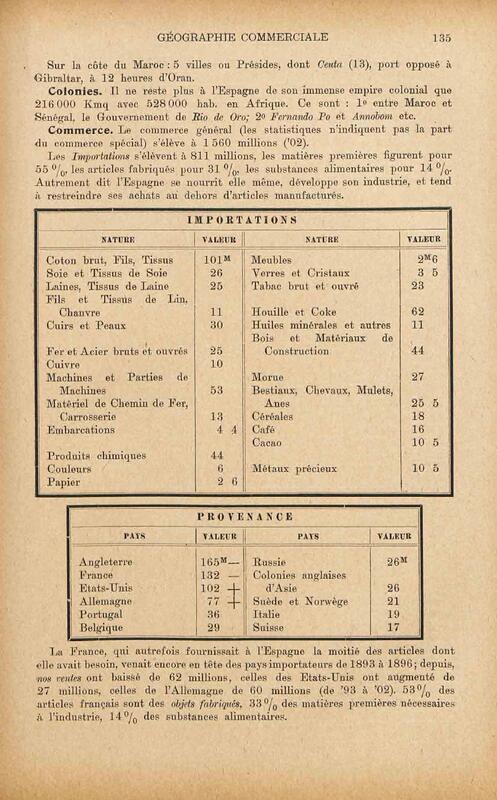 GÉOGRAPHIE COMMERCIALE 135
Sur la côte du Maroc : 5 villes ou Présides, dont Ceuta (13), port opposé à
Gibraltar, à 12 heures d'Oran.
Colonies. Il ne reste plus à l'Espagne de son immense empire colonial que
216 000 Kmq avec 528 000 hab. en Afrique. Ce sont : 1º entre Maroc et
Sénégal, le Gouvernement de Rio de Oro; 2º Fernando Po et Annobom etc.
Commerce. Le commerce général (les statistiques n'indiquent pas la part
du commerce spécial) s'élève à 1 560 millions ('02).
Les Importations s'élèvent à 811 millions, les matières premières figurent pour
55 %, les articles fabriqués pour 31 %, les substances alimentaires pour 14 %.
Autrement dit l'Espagne se nourrit elle même, développe son industrie, et tend
à restreindre ses achats au dehors d'articles manufacturés.
IMPORTATIONS
NATURE VALEUR NATURE VALEUR
Coton brut, Fils, Tissus 101M Meubles 2M6
Soie et Tissus de Soie 26 Verres et Cristaux 3 5
Laines, Tissus de Laine 25 Tabac brut et ouvré 23
Fils et Tissus de Lin,
Chanvre 11 Houille et Coke 62
Cuirs et Peaux 30 Huiles minérales et autres 11
Bois et Matériaux de
Fer et Acier bruts et ouvrés 25 Construction 44
Cuivre 10
Machines et Parties de Morue 27
Machines 53 Bestiaux, Chevaux, Mulets,
Matériel de Chemin de Fer, Anes 25 5
Carrosserie 13 Céréales 18
Embarcations 4 4 Café 16
Cacao 10 5
Produits chimiques 44
Couleurs 6 Métaux précieux 10 5
Papier 2 6
PROVENANCE
PAYS VALEUR PAYS VALEUR
Angleterre 165M— Russie 26M
France 132 — Colonies anglaises
Etats-Unis 102 + d'Asie 26
Allemagne 77 + Suède et Norwège 21
Portugal 36 Italie 19
Belgique 29 Suisse 17
La France, qui autrefois fournissait à l'Espagne la moitié des articles dont
elle avait besoin, venait encore en tête des pays importateurs de 1893 à 1896; depuis,
nos ventes ont baissé de 62 millions, celles des Etats-Unis ont augmenté de
27 millions, celles de l'Allemagne de 60 millions (de '93 à '02). 53% des
articles français sont des objets fabriqués, 33% des matières premières nécessaires
à l'industrie, 14% des substances alimentaires.